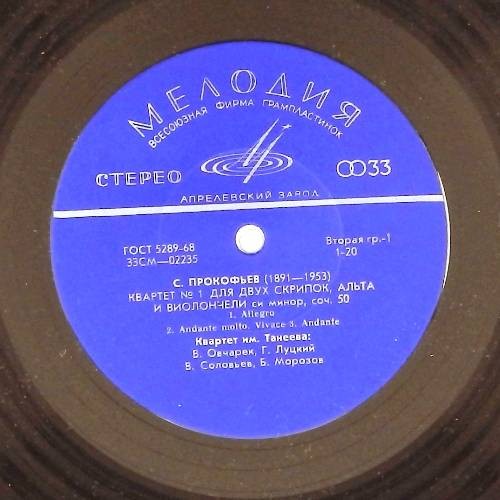 МЕЛОДИЯ
ВСЕСОЮЗНАЯ ФИРМА ГРАМПЛАСТИНОК
СТЕРЕО
33
АПРЕЛЕВСКИЙ ЗАВОД
ГОСТ 5289-68
Вторая гр.-1
33СМ—02235
1-20
С. ПРОКОФЬЕВ (1891—1953)
КВАРТЕТ № 1 ДЛЯ ДВУХ СКРИПОК, АЛЬТА
И ВИОЛОНЧЕЛИ си минор, соч. 50
1. Allegro
2. Andante molto. Vivace 3. Andante
Квартет им. Танеева:
В. Овчарек, Г. Луцкий
В. Соловьев, Б. Морозов